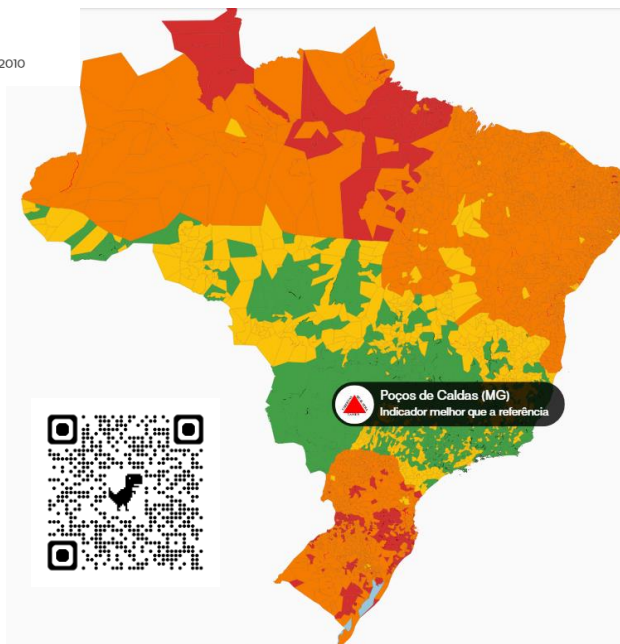 2010
Poços de Caldas (MG)
Indicador melhor que a referência